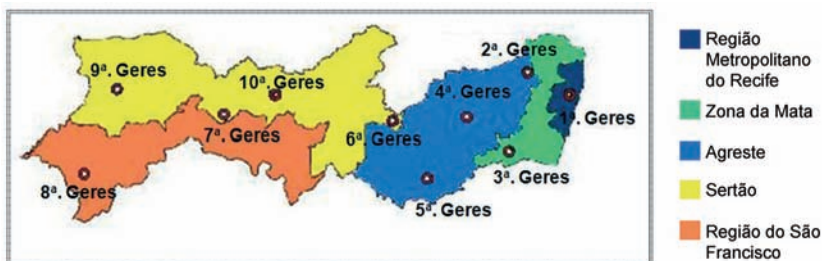 2ª. Geres
9ª. Geres
10ª. Geres
4ª. Geres
1ª. Geres
7ª. Gerés
6ª. Geres
3ª. Geres
8ª. Geres
5ª. Geres
Região
Metropolitano
do Recife
Zona da Mata
Agreste
Sertão
Região do São
Francisco